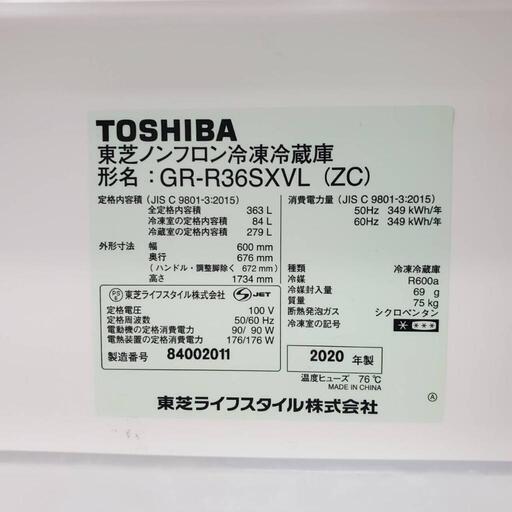 TOSHIBA
東芝ノンフロン冷凍冷蔵庫
形名：GR-R36SXVL (ZC)
定格内容積 (JIS C 9801-3:2015)
全定格内容積 363 L
冷凍室の定格内容積 84 L
冷蔵室の定格内容積 279 L
外形寸法 幅 600 mm
奥行 676 mm
(ハンドル・調整脚除く 672 mm)
高さ 1734 mm
消費電力量 (JIS C 9801-3:2015)
50Hz 349 kWh/年
60Hz 349 kWh/年
種類 冷凍冷蔵庫
冷媒 R600a
冷媒封入量 69 g
質量 75 kg
断熱発泡ガス シクロペンタン
冷凍室の記号
PS E 東芝ライフスタイル株式会社 S JET
定格電圧 100 V
定格周波数 50/60 Hz
電動機の定格消費電力 90/ 90 W
電熱装置の定格消費電力 176/176 W
製造番号 84002011
2020 年製
温度ヒューズ 76℃
MADE IN CHINA
東芝ライフスタイル株式会社
Ⓐ